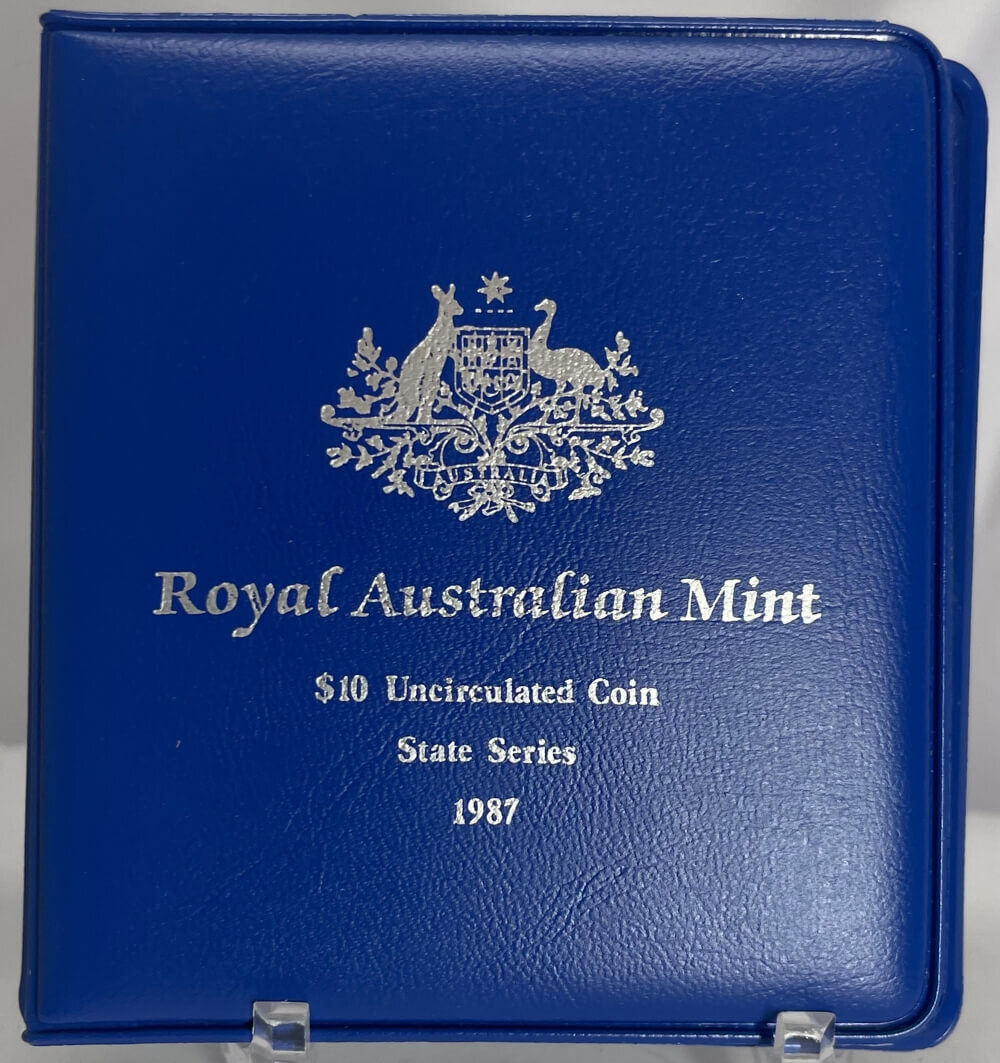 AUSTRALIA
Royal Australian Mint
$10 Uncirculated Coin
State Series
1987